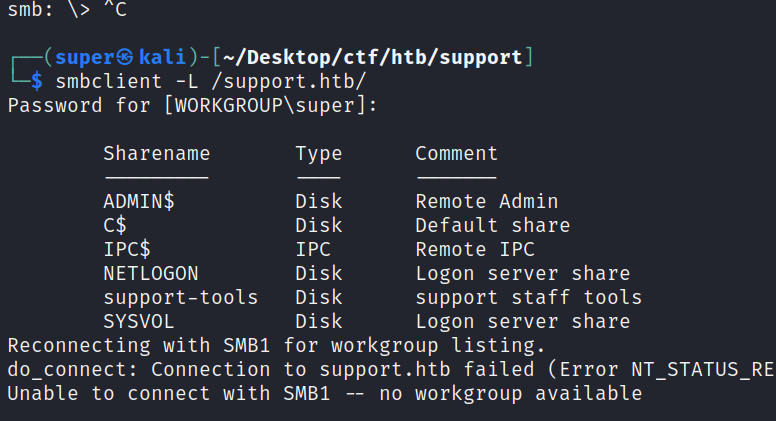 smb: \> ^C
┌──(super㉿kali)-[~/Desktop/ctf/htb/support]
└─$ smbclient -L /support.htb/
Password for [WORKGROUP\super]:
Sharename Type Comment
--------- ---- -------
ADMIN$ Disk Remote Admin
C$ Disk Default share
IPC$ IPC Remote IPC
NETLOGON Disk Logon server share
support-tools Disk support staff tools
SYSVOL Disk Logon server share
Reconnecting with SMB1 for workgroup listing.
do_connect: Connection to support.htb failed (Error NT_STATUS_RE
Unable to connect with SMB1 -- no workgroup available